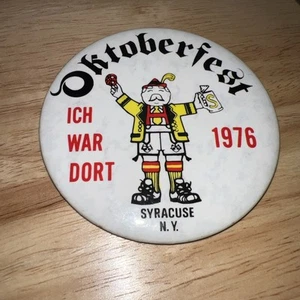 Oktoberfest
ICH
WAR
DORT
1976
SYRACUSE
N.Y.